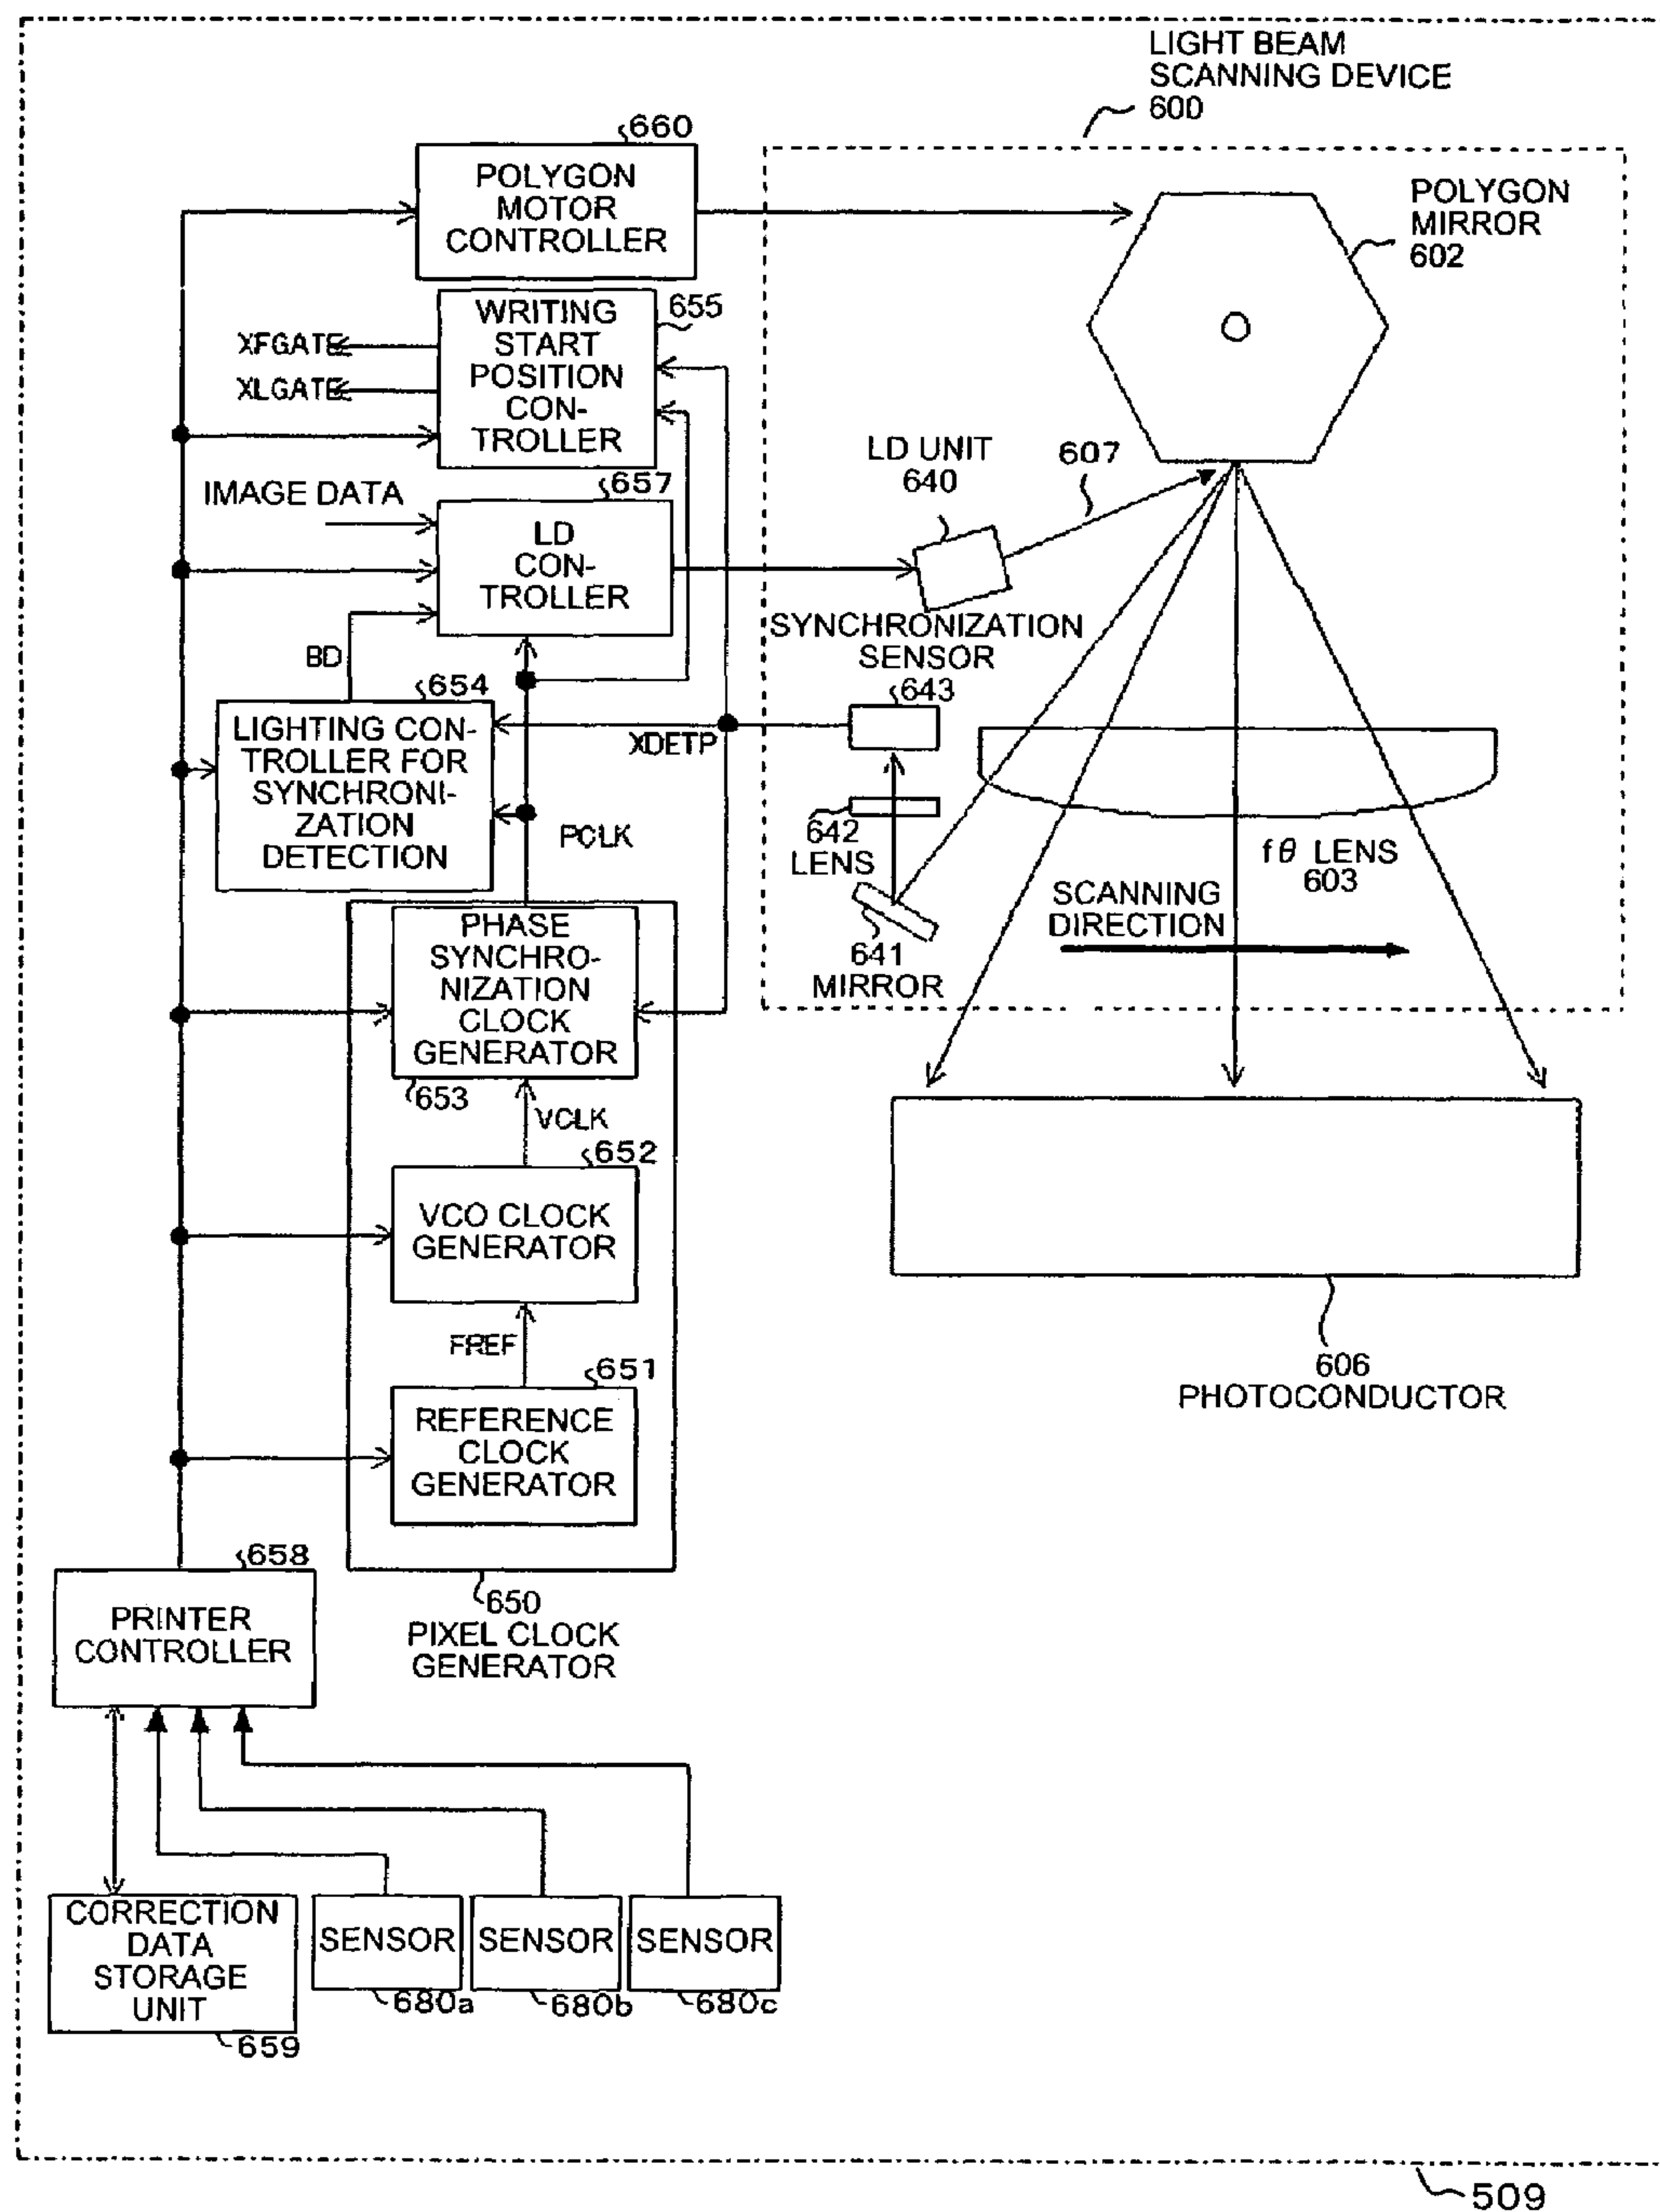 LIGHT BEAM
SCANNING DEVICE
600
660
POLYGON
MOTOR
CONTROLLER
POLYGON
MIRROR
602
WRITING
START
POSITION
CON-
TROLLER
655
XFGATE
XLGATE
IMAGE DATA
657
LD
CON-
TROLLER
LD UNIT
640
607
SYNCHRONIZATION
SENSOR
643
BD
654
LIGHTING CON-
TROLLER FOR
SYNCHRONI-
ZATION
DETECTION
XDETP
PCLK
642
LENS
fθ LENS
603
SCANNING
DIRECTION
641
MIRROR
PHASE
SYNCHRO-
NIZATION
CLOCK
GENERATOR
653
VCLK
652
VCO CLOCK
GENERATOR
FREF
651
REFERENCE
CLOCK
GENERATOR
606
PHOTOCONDUCTOR
658
PRINTER
CONTROLLER
650
PIXEL CLOCK
GENERATOR
CORRECTION
DATA
STORAGE
UNIT
659
SENSOR
680a
SENSOR
680b
SENSOR
680c
509